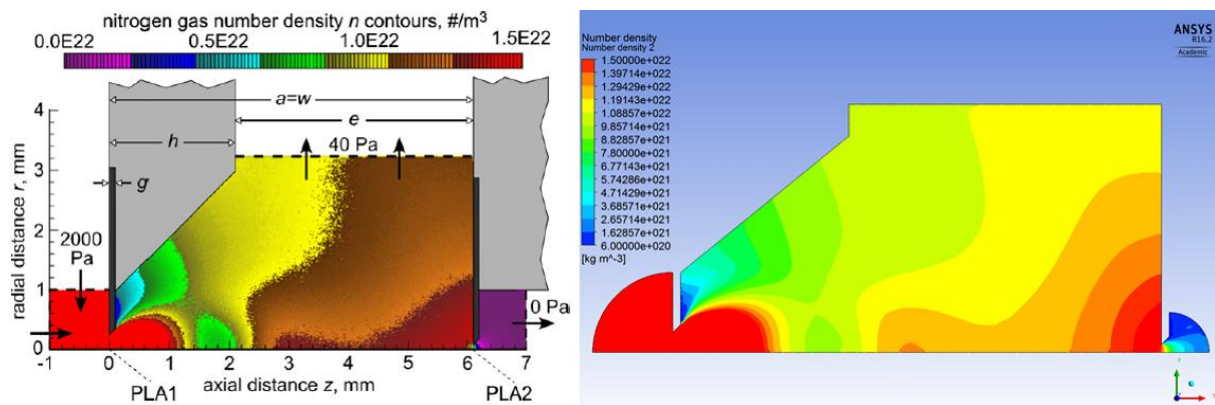 nitrogen gas number density n contours, #/m³
0.0E22 0.5E22 1.0E22 1.5E22
a=w
e
h
40 Pa
g
2000
Pa
0 Pa
radial distance r, mm
4
3
2
1
0
-1 0 1 2 3 4 5 6 7
PLA1 axial distance z, mm PLA2
Number density
Number density 2
1.50000e+022
1.39714e+022
1.29429e+022
1.19143e+022
1.08857e+022
9.85714e+021
8.82857e+021
7.80000e+021
6.77143e+021
5.74286e+021
4.71429e+021
3.68571e+021
2.65714e+021
1.62857e+021
6.00000e+020
[kg m^-3]
ANSYS
R16.2
Academic